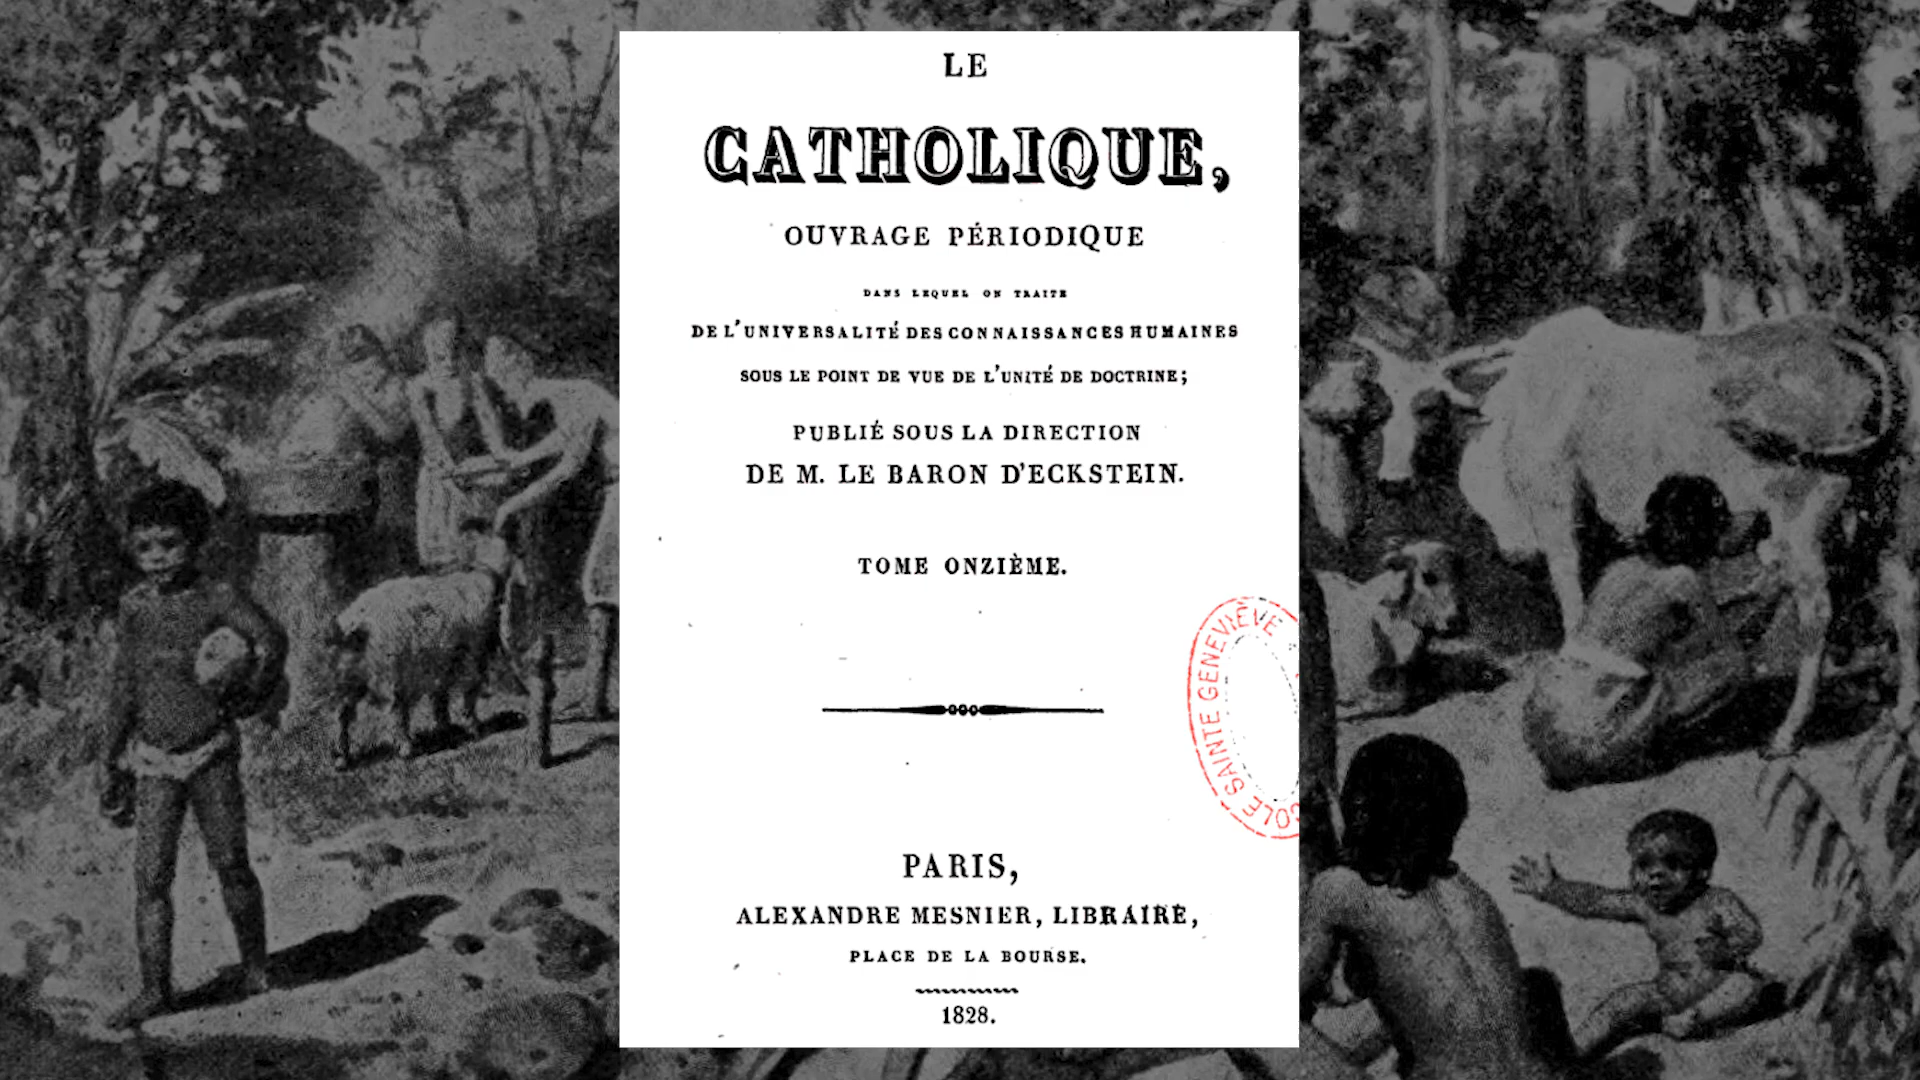 LE
CATHOLIQUE,
OUVRAGE PÉRIODIQUE
DANS LEQUEL ON TRAITE
DE L'UNIVERSALITÉ DES CONNAISSANCES HUMAINES
SOUS LE POINT DE VUE DE L'UNITÉ DE DOCTRINE;
PUBLIÉ SOUS LA DIRECTION
DE M. LE BARON D'ECKSTEIN.
TOME ONZIÈME.
COLE SAINTE GENEVIÈVE
PARIS,
ALEXANDRE MESNIER, LIBRAIRE,
PLACE DE LA BOURSE.
1828.